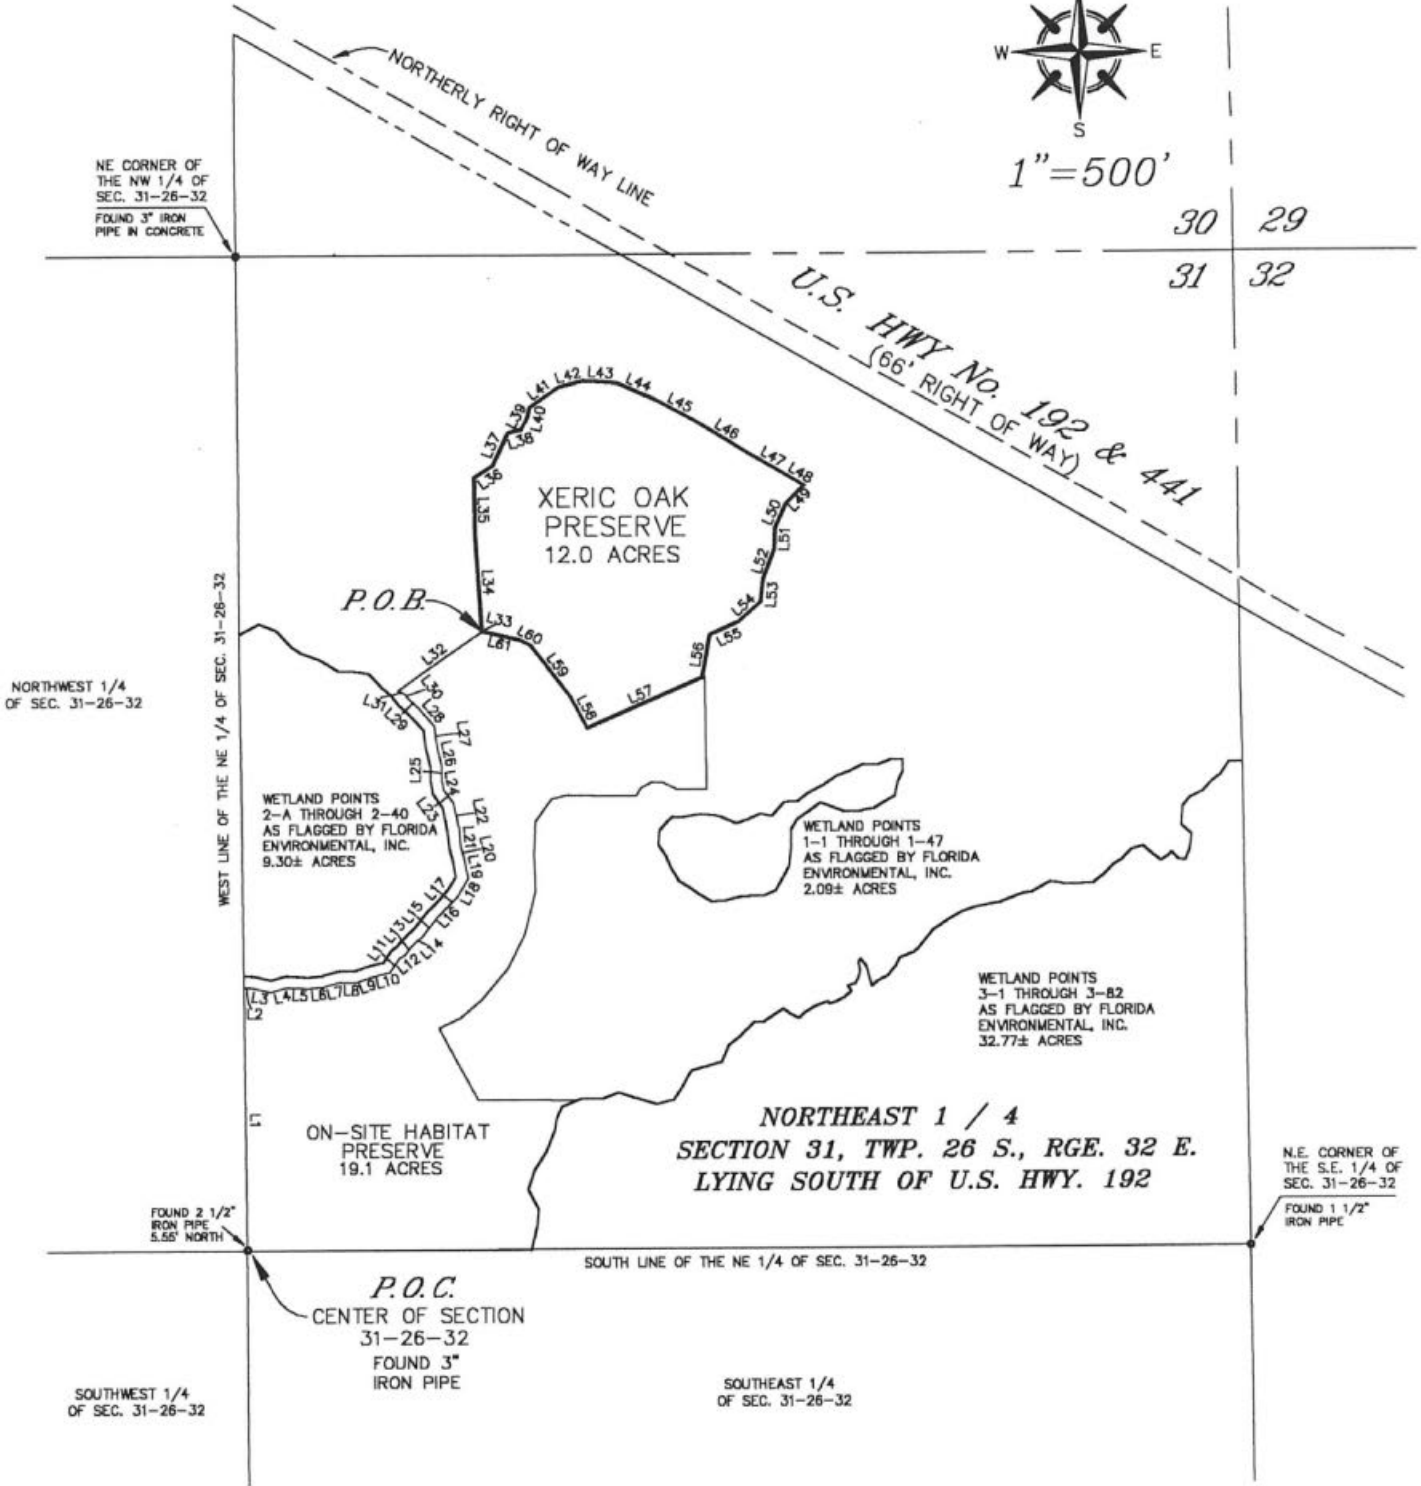 NORTHERLY RIGHT OF WAY LINE
W
E
S
1"=500'
NE CORNER OF
THE NW 1/4 OF
SEC. 31-26-32
FOUND 3" IRON
PIPE IN CONCRETE
30
29
31
32
U.S. HWY No. 192 & 441
(66' RIGHT OF WAY)
L41
L42
L43
L44
L45
L46
L47
L48
L49
L39
L40
L38
L37
L36
L35
L34
XERIC OAK
PRESERVE
12.0 ACRES
L50
L51
L52
L53
L54
L55
L56
L57
L58
L59
L60
L61
L33
P.O.B.
L32
WEST LINE OF THE NE 1/4 OF SEC. 31-26-32
NORTHWEST 1/4
OF SEC. 31-26-32
L31
L30
L29
L28
L27
L26
L25
L24
L23
L22
L21
L20
L19
L18
L17
L16
L15
L14
L13
L12
L11
L10
L9
L8
L7
L6
L5
L4
L3
L2
L1
WETLAND POINTS
2-A THROUGH 2-40
AS FLAGGED BY FLORIDA
ENVIRONMENTAL, INC.
9.30± ACRES
WETLAND POINTS
1-1 THROUGH 1-47
AS FLAGGED BY FLORIDA
ENVIRONMENTAL, INC.
2.09± ACRES
WETLAND POINTS
3-1 THROUGH 3-82
AS FLAGGED BY FLORIDA
ENVIRONMENTAL, INC.
32.77± ACRES
ON-SITE HABITAT
PRESERVE
19.1 ACRES
NORTHEAST 1 / 4
SECTION 31, TWP. 26 S., RGE. 32 E.
LYING SOUTH OF U.S. HWY. 192
N.E. CORNER OF
THE S.E. 1/4 OF
SEC. 31-26-32
FOUND 1 1/2"
IRON PIPE
FOUND 2 1/2"
IRON PIPE
5.55' NORTH
SOUTH LINE OF THE NE 1/4 OF SEC. 31-26-32
P.O.C.
CENTER OF SECTION
31-26-32
FOUND 3"
IRON PIPE
SOUTHWEST 1/4
OF SEC. 31-26-32
SOUTHEAST 1/4
OF SEC. 31-26-32